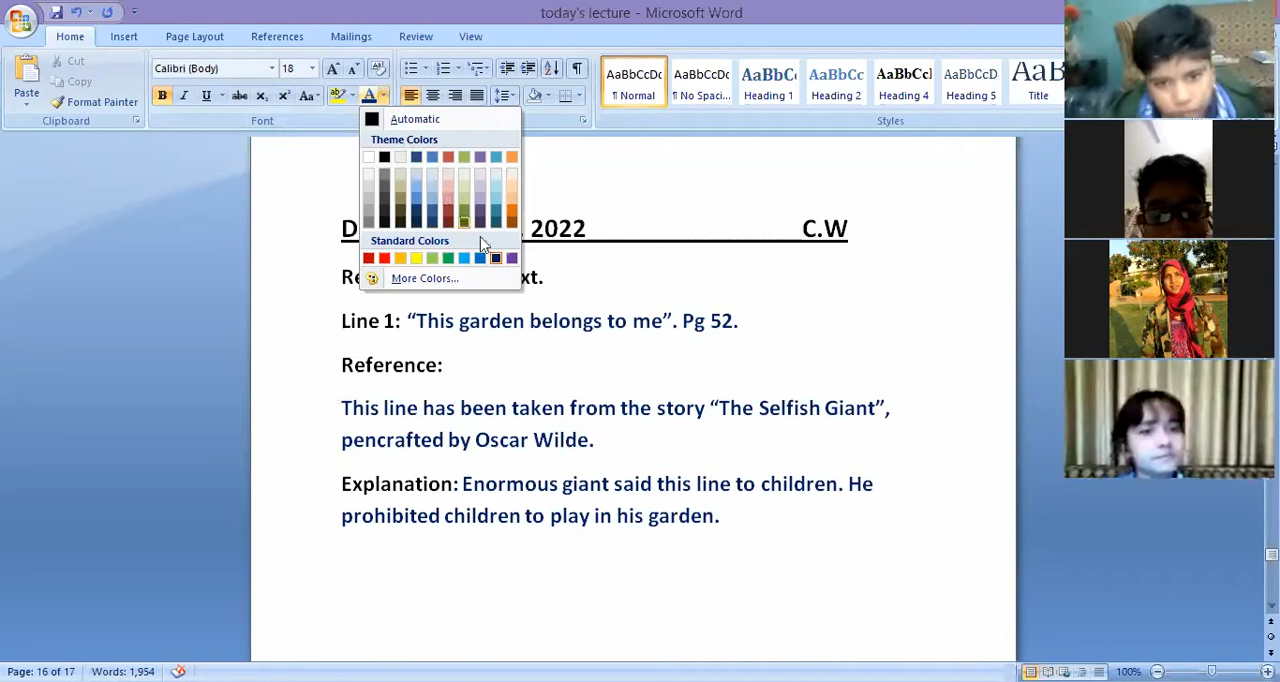 today's lecture - Microsoft Word
Home Insert Page Layout References Mailings Review View
Paste
Cut
Copy
Format Painter
Clipboard
Calibri (Body) 18
Font
AaBbCcDc AaBbCcDc AaBbCc AaBbCc AaBbCcI AaBbCcD AaBb
¶ Normal ¶ No Spaci... Heading 1 Heading 2 Heading 4 Heading 5 Title
Styles
Automatic
Theme Colors
Standard Colors
More Colors...
D 2022 C.W
Re xt.
Line 1: “This garden belongs to me”. Pg 52.
Reference:
This line has been taken from the story “The Selfish Giant”,
pencrafted by Oscar Wilde.
Explanation: Enormous giant said this line to children. He
prohibited children to play in his garden.
Page: 16 of 17 Words: 1,954 100%